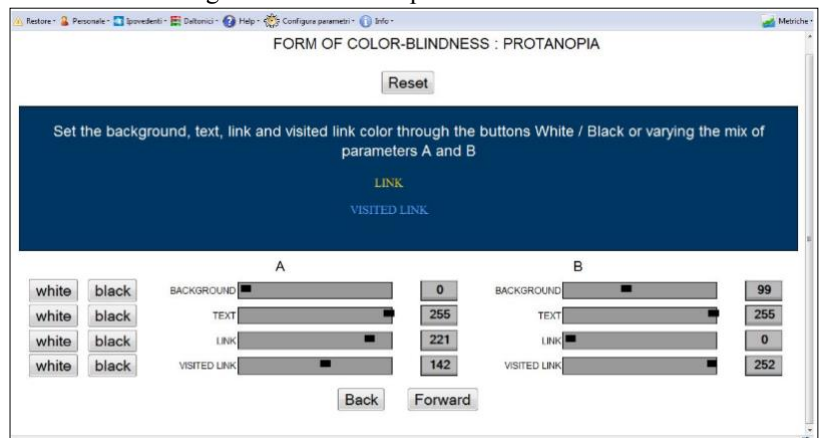 Restore - Personale - Ipovedenti - Daltonici - Help - Configura parametri - Info - Metriche -
FORM OF COLOR-BLINDNESS : PROTANOPIA
Reset
Set the background, text, link and visited link color through the buttons White / Black or varying the mix of
parameters A and B
LINK
VISITED LINK
A B
white black BACKGROUND 0 BACKGROUND 99
white black TEXT 255 TEXT 255
white black LINK 221 LINK 0
white black VISITED LINK 142 VISITED LINK 252
Back Forward